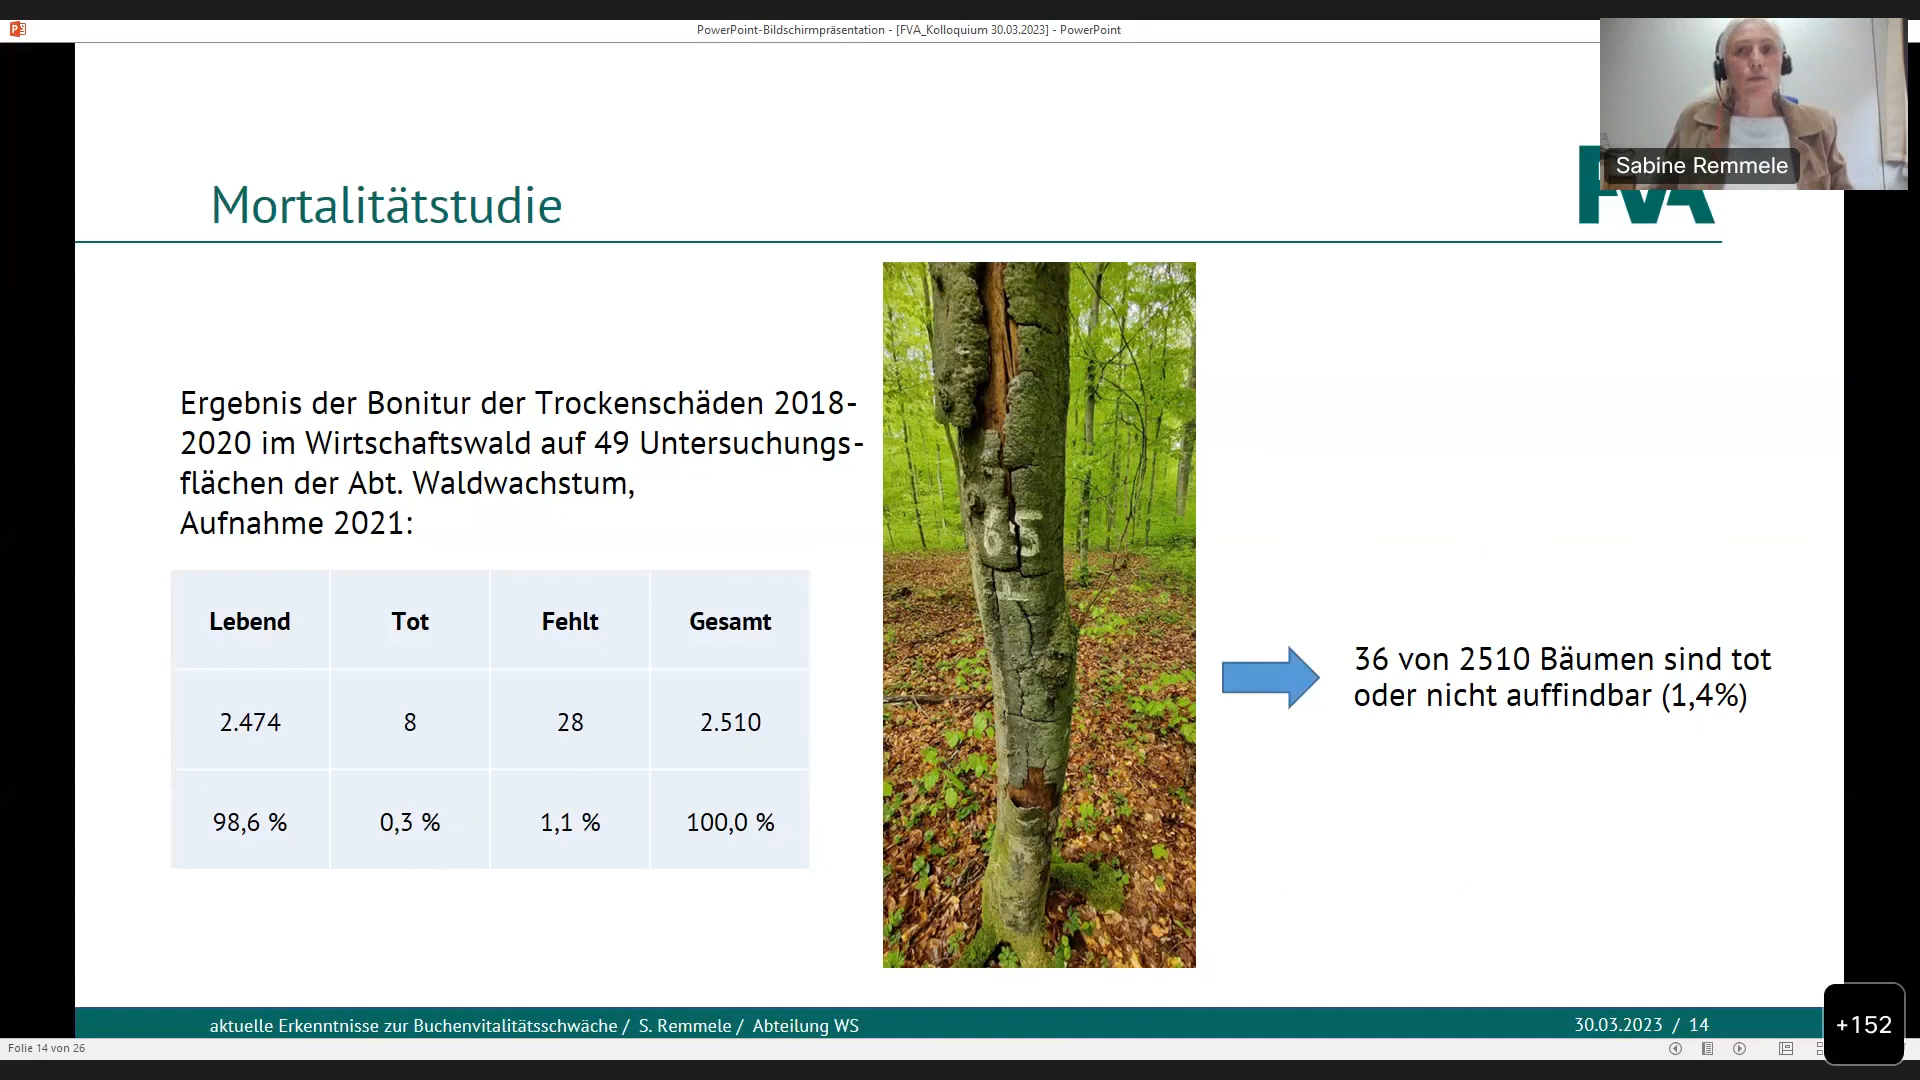 PowerPoint-Bildschirmpräsentation - [FVA_Kolloquium 30.03.2023] - PowerPoint
Sabine Remmele
FVA
Mortalitätstudie
Ergebnis der Bonitur der Trockenschäden 2018-
2020 im Wirtschaftswald auf 49 Untersuchungs-
flächen der Abt. Waldwachstum,
Aufnahme 2021:
Lebend Tot Fehlt Gesamt
2.474 8 28 2.510
98,6 % 0,3 % 1,1 % 100,0 %
65
36 von 2510 Bäumen sind tot
oder nicht auffindbar (1,4%)
aktuelle Erkenntnisse zur Buchenvitalitätsschwäche / S. Remmele / Abteilung WS
30.03.2023 / 14
+152
Folie 14 von 26